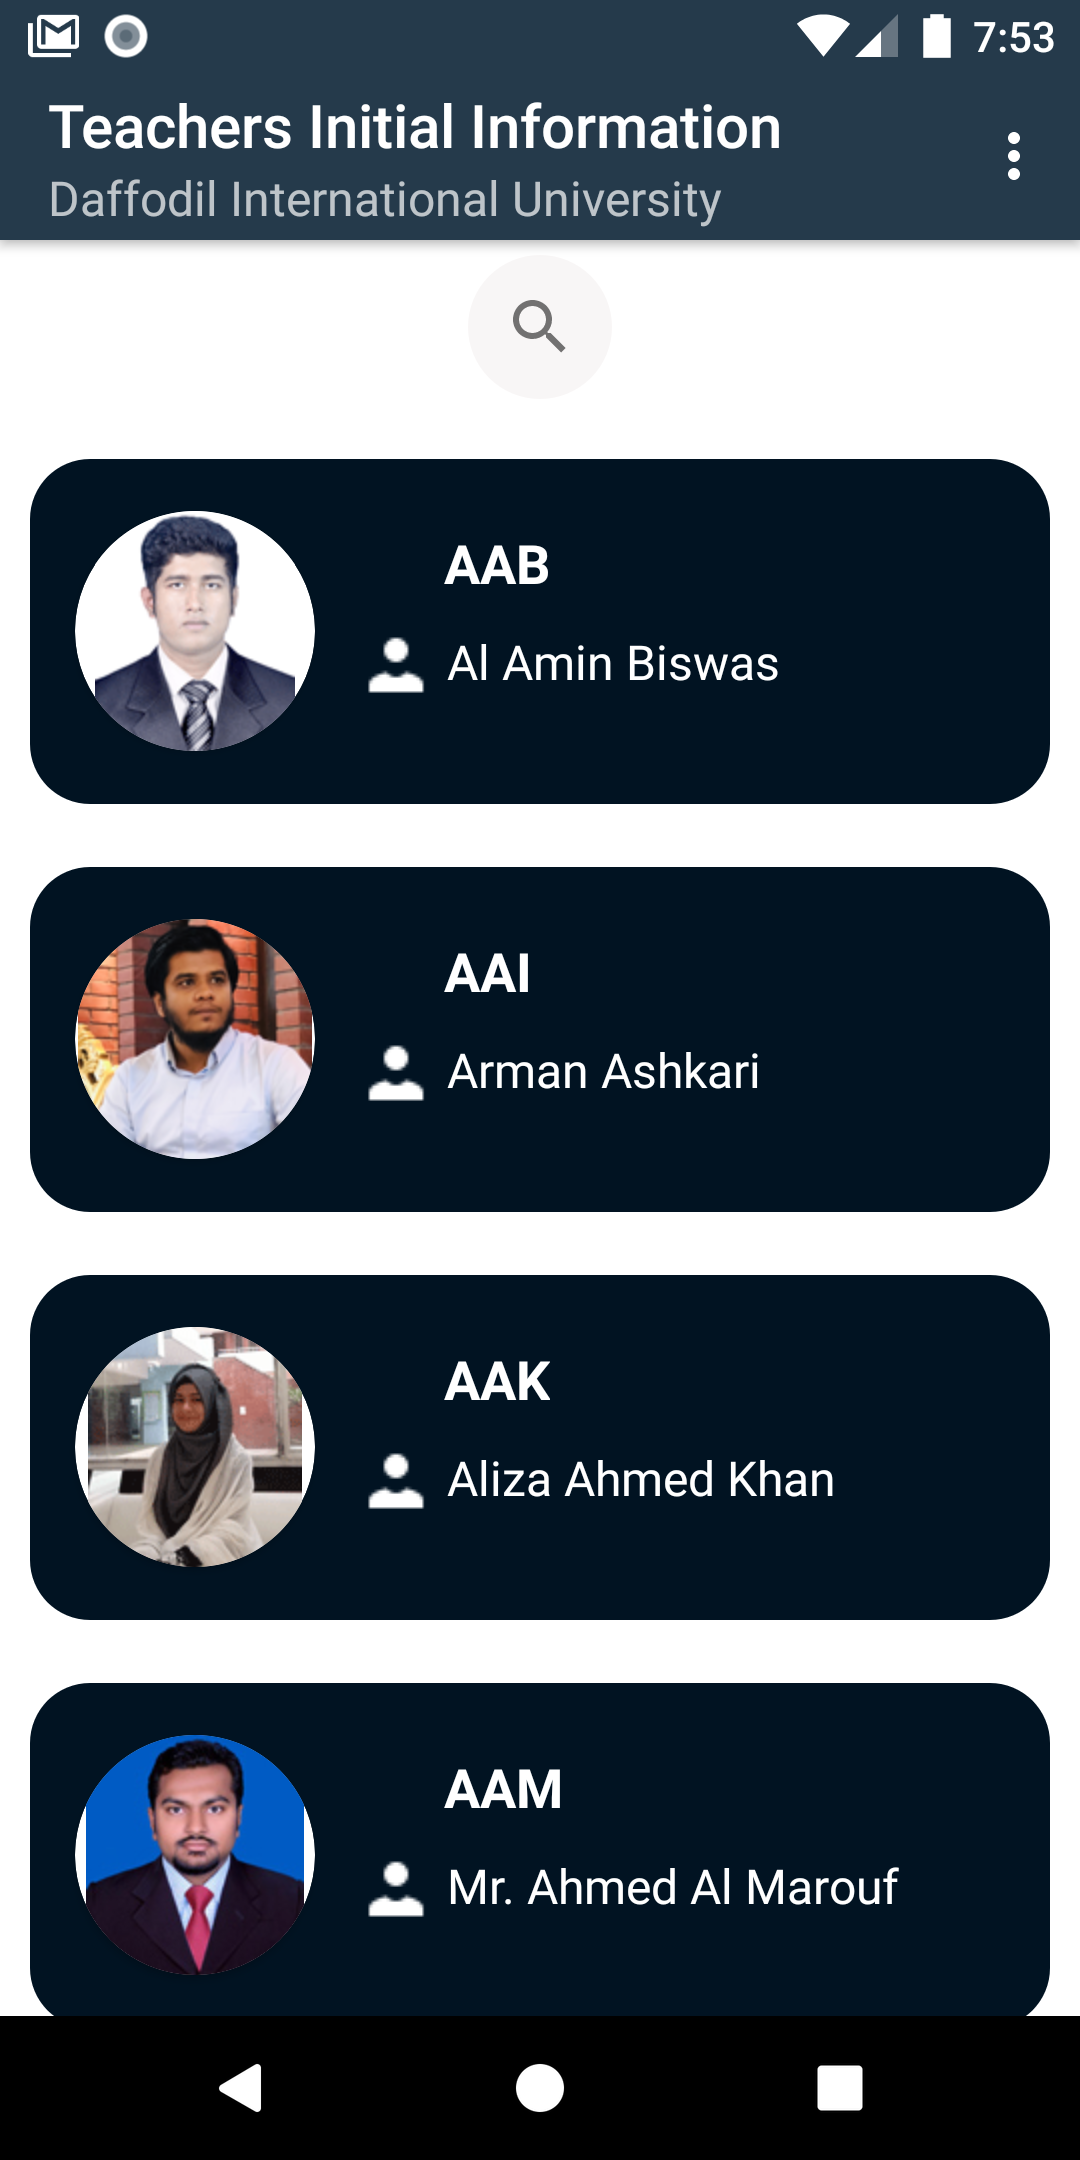 7:53
Teachers Initial Information
Daffodil International University
AAB
Al Amin Biswas
AAI
Arman Ashkari
AAK
Aliza Ahmed Khan
AAM
Mr. Ahmed Al Marouf